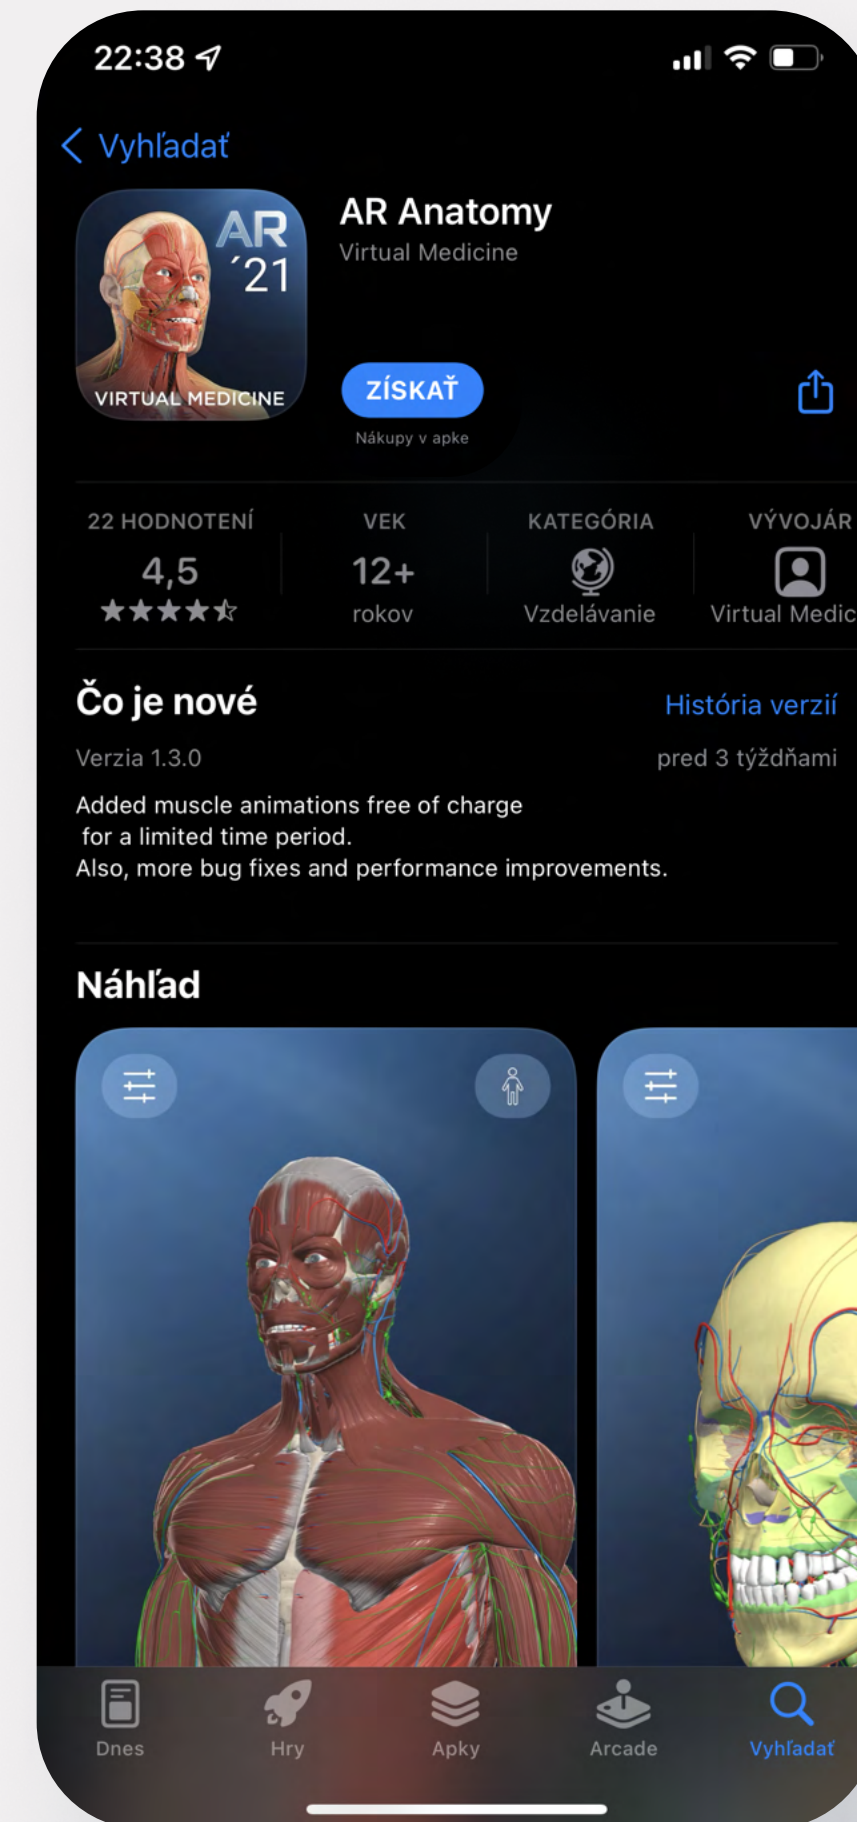 22:38
Vyhľadať
AR
´21
VIRTUAL MEDICINE
AR Anatomy
Virtual Medicine
ZÍSKAŤ
Nákupy v apke
22 HODNOTENÍ
4,5
VEK
12+
rokov
KATEGÓRIA
Vzdelávanie
VÝVOJÁR
Virtual Medic
Čo je nové
História verzií
Verzia 1.3.0
pred 3 týždňami
Added muscle animations free of charge
for a limited time period.
Also, more bug fixes and performance improvements.
Náhľad
Dnes
Hry
Apky
Arcade
Vyhľadať